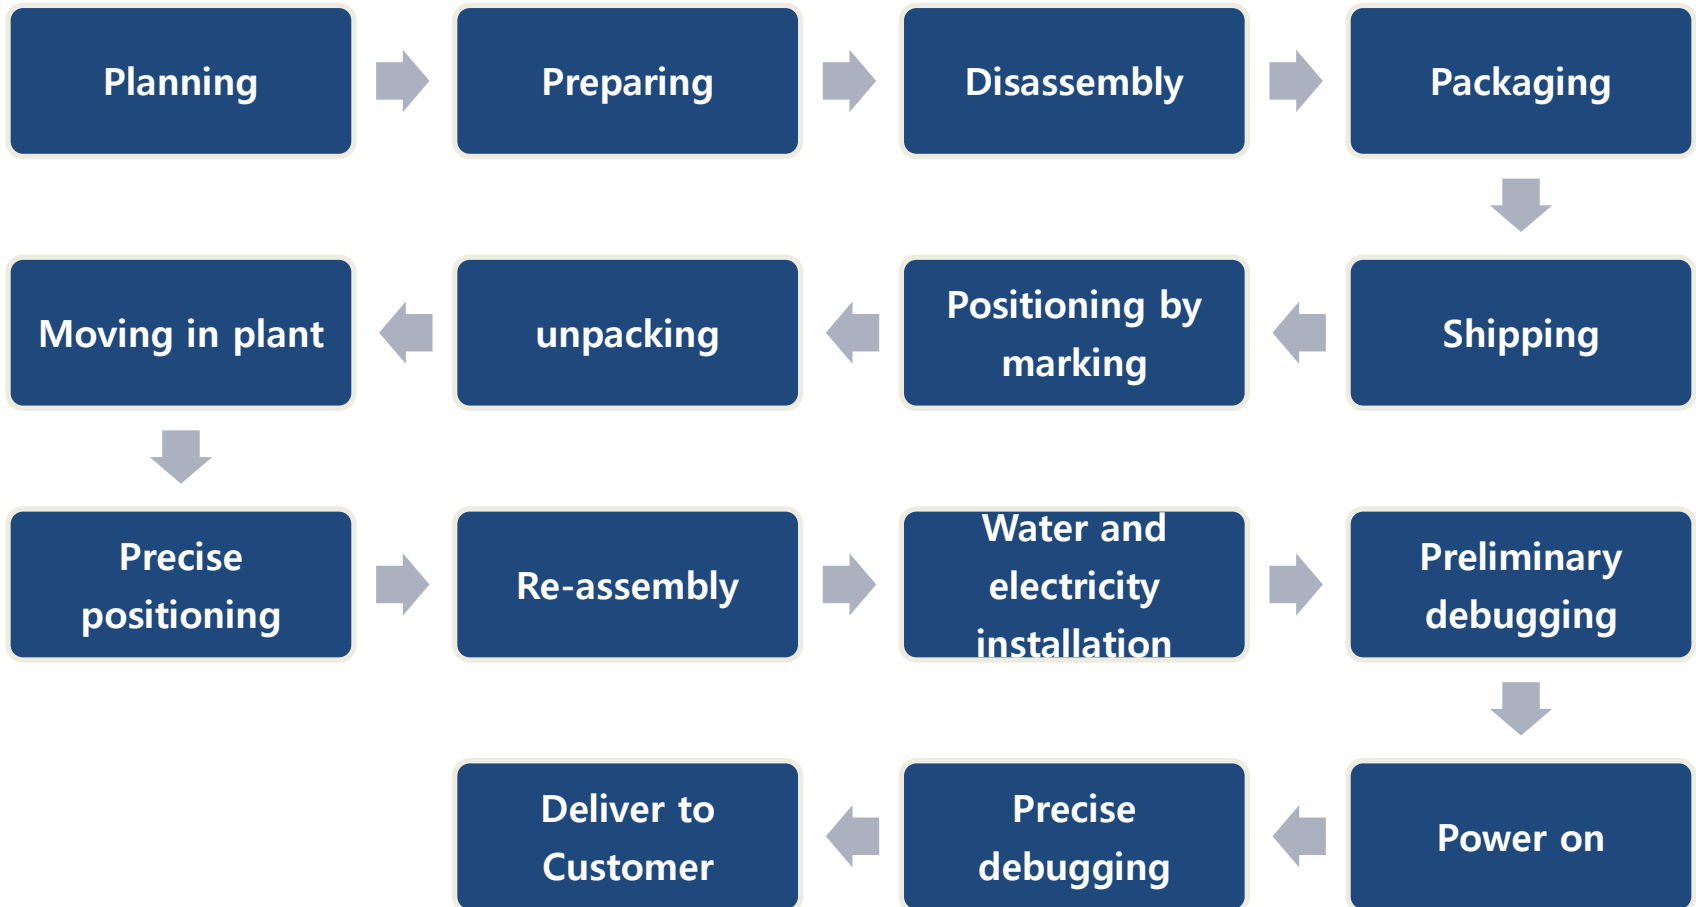 Planning
Preparing
Disassembly
Packaging
Shipping
Positioning by
marking
unpacking
Moving in plant
Precise
positioning
Re-assembly
Water and
electricity
installation
Preliminary
debugging
Power on
Precise
debugging
Deliver to
Customer